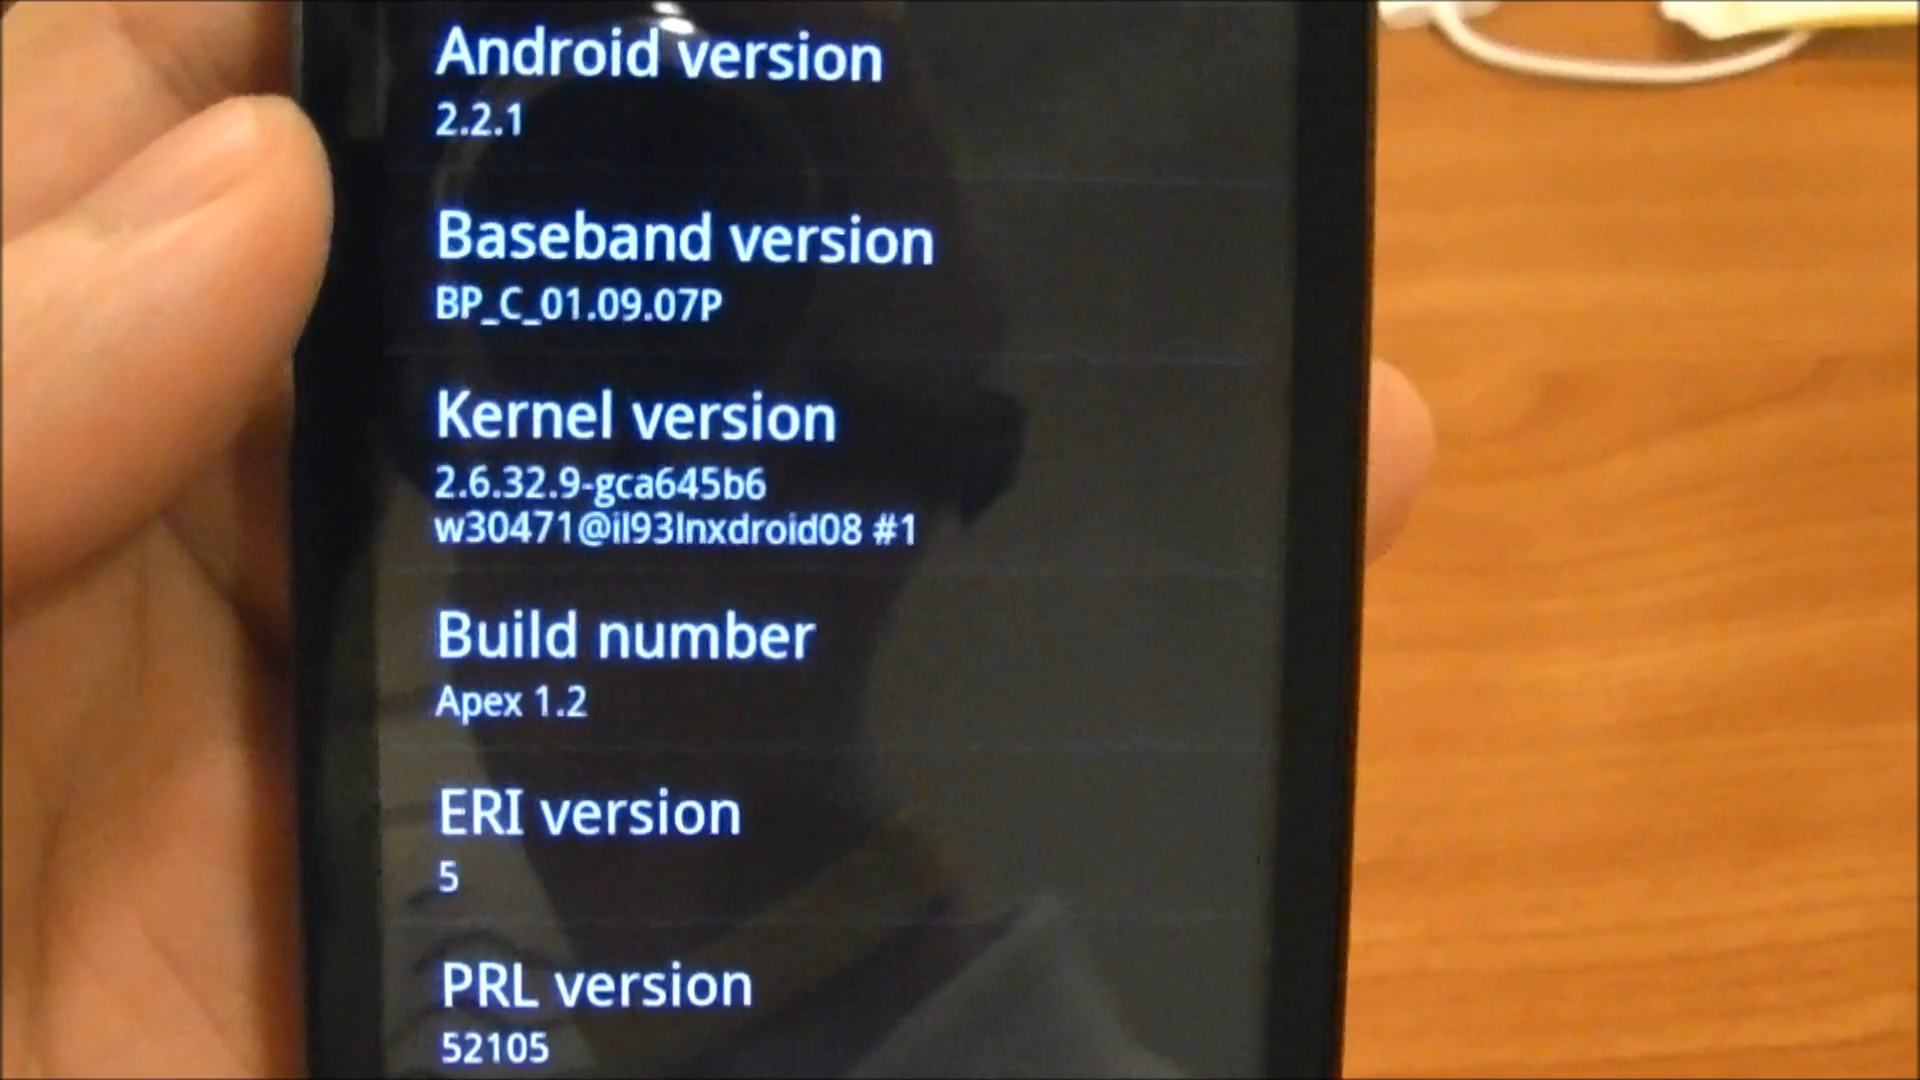 Android version
2.2.1
Baseband version
BP_C_01.09.07P
Kernel version
2.6.32.9-gca645b6
w30471@il93lnxdroid08 #1
Build number
Apex 1.2
ERI version
5
PRL version
52105